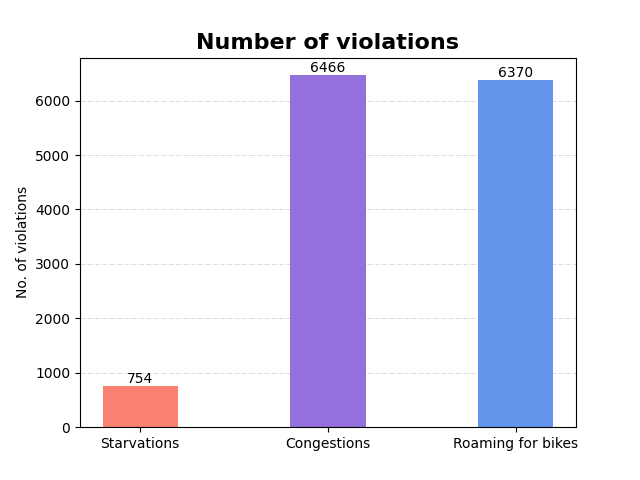 Number of violations
6466
6370
754
No. of violations
6000
5000
4000
3000
2000
1000
0
Starvations
Congestions
Roaming for bikes